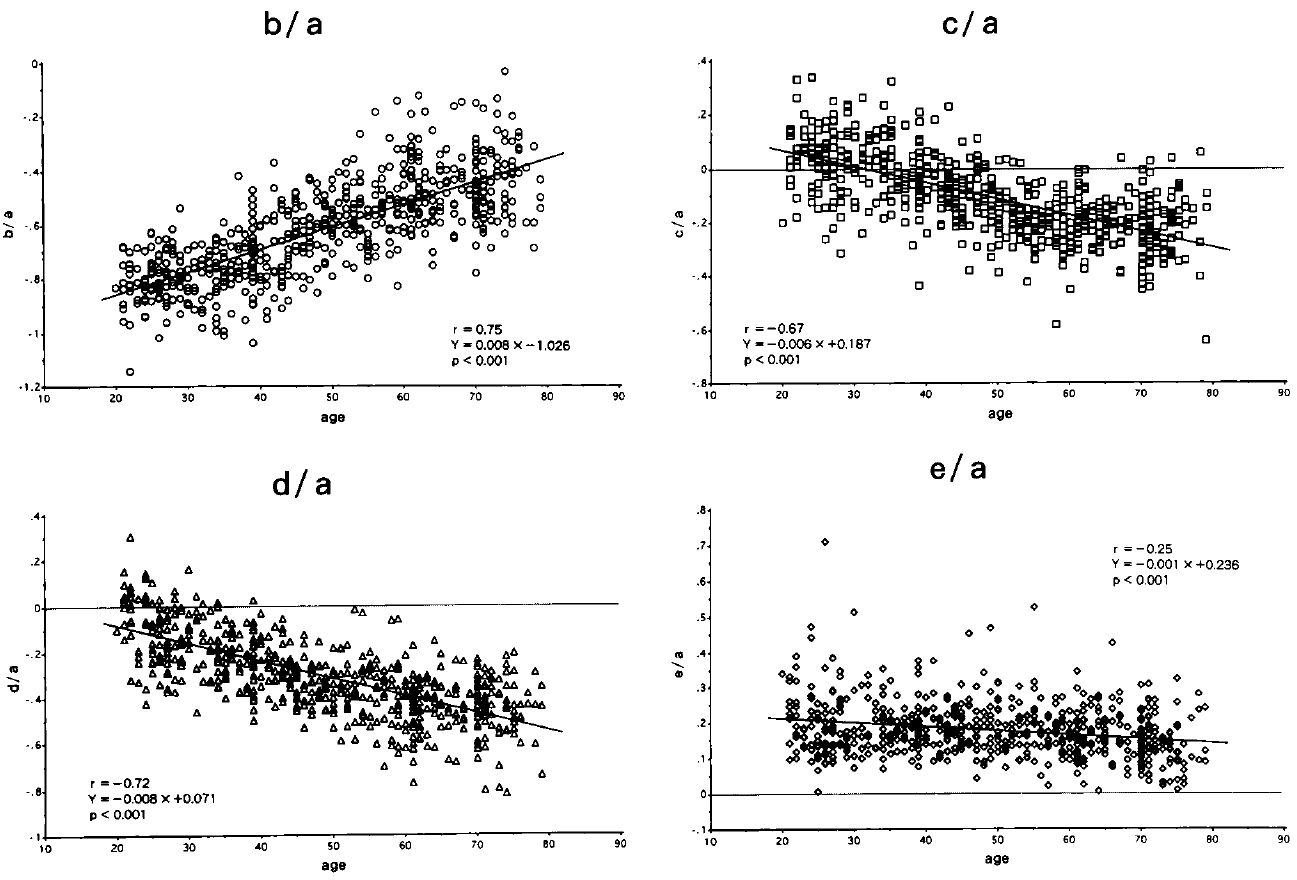 b/a
0
-.2
-.4
-.6
-.8
-1
-1.2
b/a
10 20 30 40 50 60 70 80 90
age
r = 0.75
Y = 0.008 × -1.026
p < 0.001
c/a
.4
.2
0
-.2
-.4
-.6
-.8
c/a
10 20 30 40 50 60 70 80 90
age
r = -0.67
Y = -0.006 × +0.187
p < 0.001
d/a
.4
.2
0
-.2
-.4
-.6
-.8
-1
d/a
10 20 30 40 50 60 70 80 90
age
r = -0.72
Y = -0.008 × +0.071
p < 0.001
e/a
.8
.7
.6
.5
.4
.3
.2
.1
0
-.1
e/a
10 20 30 40 50 60 70 80 90
age
r = -0.25
Y = -0.001 × +0.236
p < 0.001